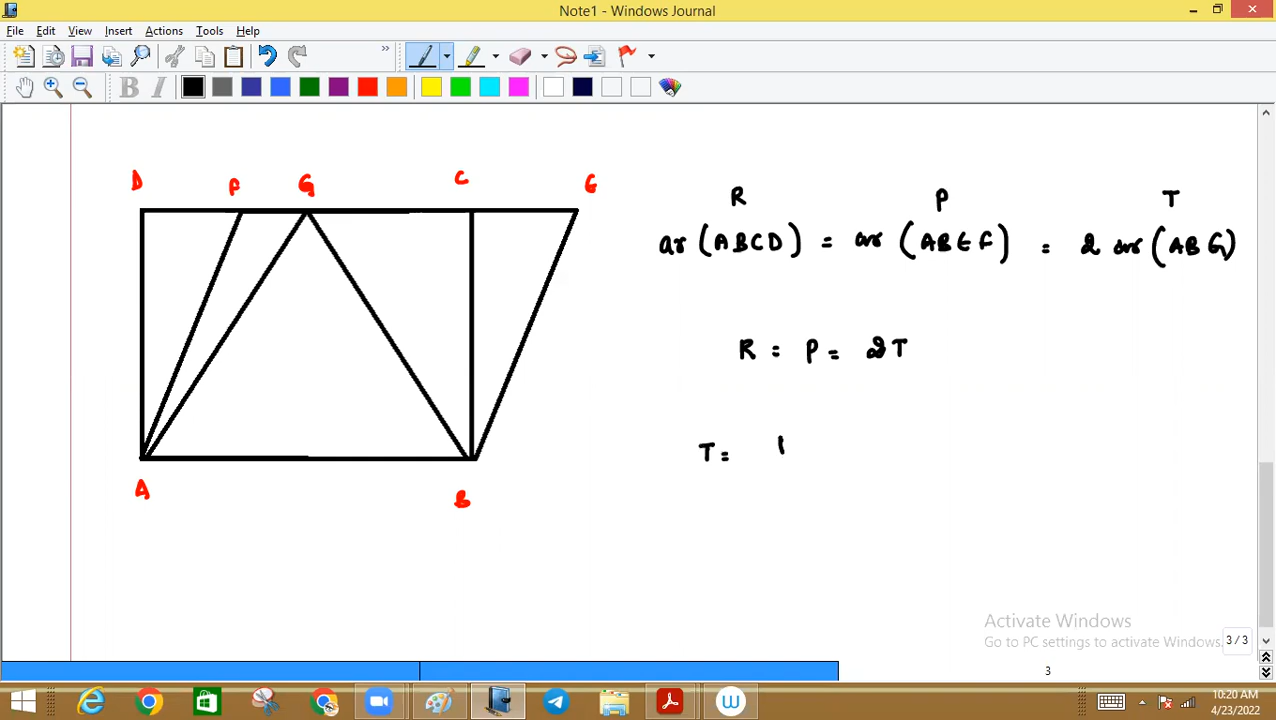 Note1 - Windows Journal
File Edit View Insert Actions Tools Help
B I
D F G C E
R P T
ar (ABCD) = ar (ABEF) = 2 ar (ABG)
R = P = 2T
T = 1
A B
Activate Windows
Go to PC settings to activate Windows.
3/3
3
W
10:20 AM
4/23/2022